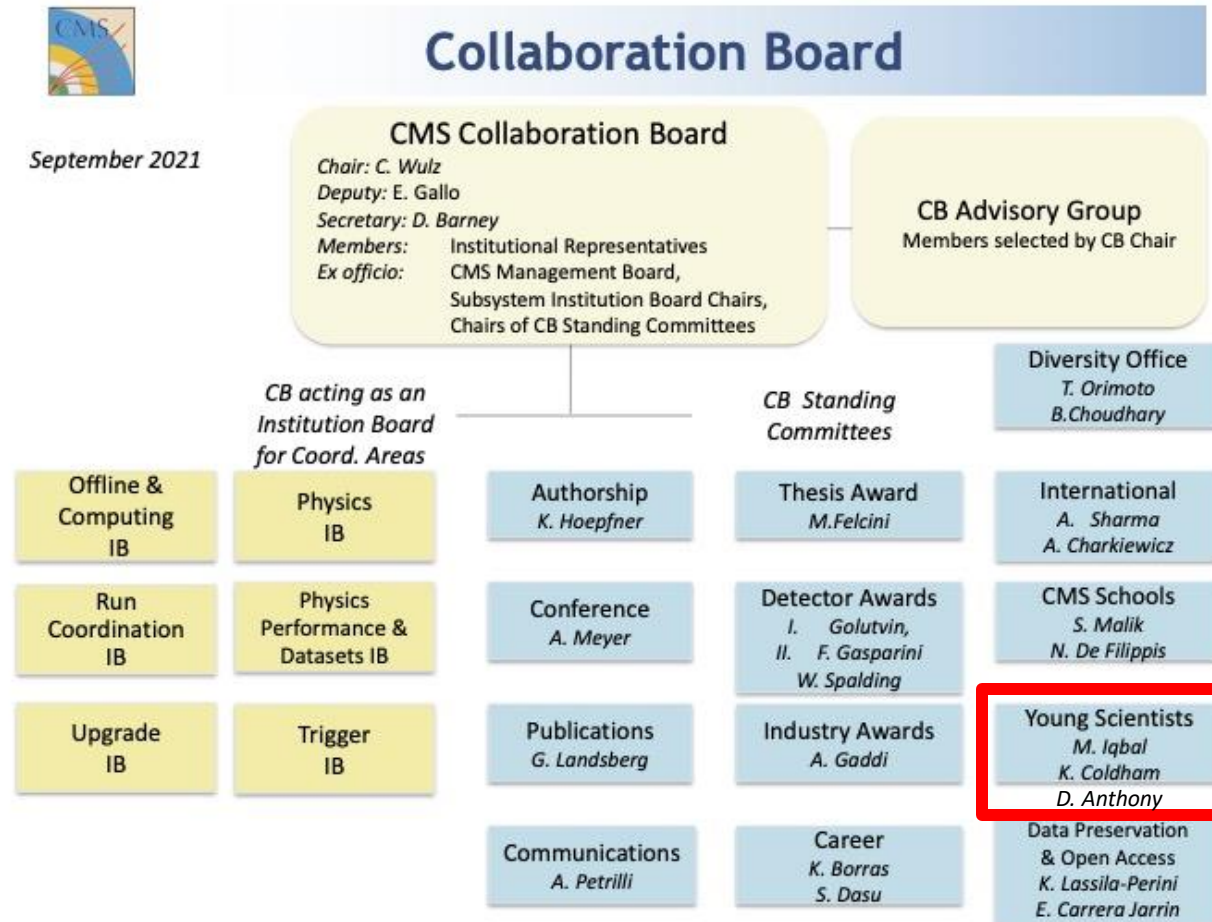 CMS
Collaboration Board
September 2021
CMS Collaboration Board
Chair: C. Wulz
Deputy: E. Gallo
Secretary: D. Barney
Members: Institutional Representatives
Ex officio: CMS Management Board,
Subsystem Institution Board Chairs,
Chairs of CB Standing Committees
CB Advisory Group
Members selected by CB Chair
CB acting as an
Institution Board
for Coord. Areas
CB Standing
Committees
Diversity Office
T. Orimoto
B.Choudhary
Offline &
Computing
IB
Physics
IB
Authorship
K. Hoepfner
Thesis Award
M.Felcini
International
A. Sharma
A. Charkiewicz
Run
Coordination
IB
Physics
Performance &
Datasets IB
Conference
A. Meyer
Detector Awards
I. Golutvin,
II. F. Gasparini
W. Spalding
CMS Schools
S. Malik
N. De Filippis
Upgrade
IB
Trigger
IB
Publications
G. Landsberg
Industry Awards
A. Gaddi
Young Scientists
M. Iqbal
K. Coldham
D. Anthony
Communications
A. Petrilli
Career
K. Borras
S. Dasu
Data Preservation
& Open Access
K. Lassila-Perini
E. Carrera Jarrin